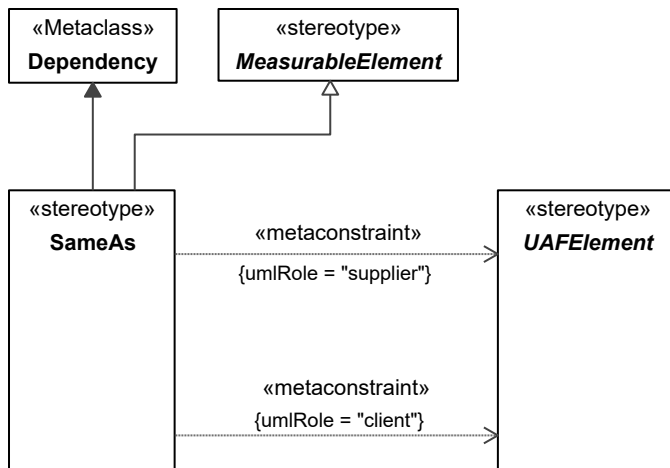 «Metaclass»
Dependency
«stereotype»
MeasurableElement
«stereotype»
SameAs
«metaconstraint»
{umlRole = "supplier"}
«stereotype»
UAFElement
«metaconstraint»
{umlRole = "client"}